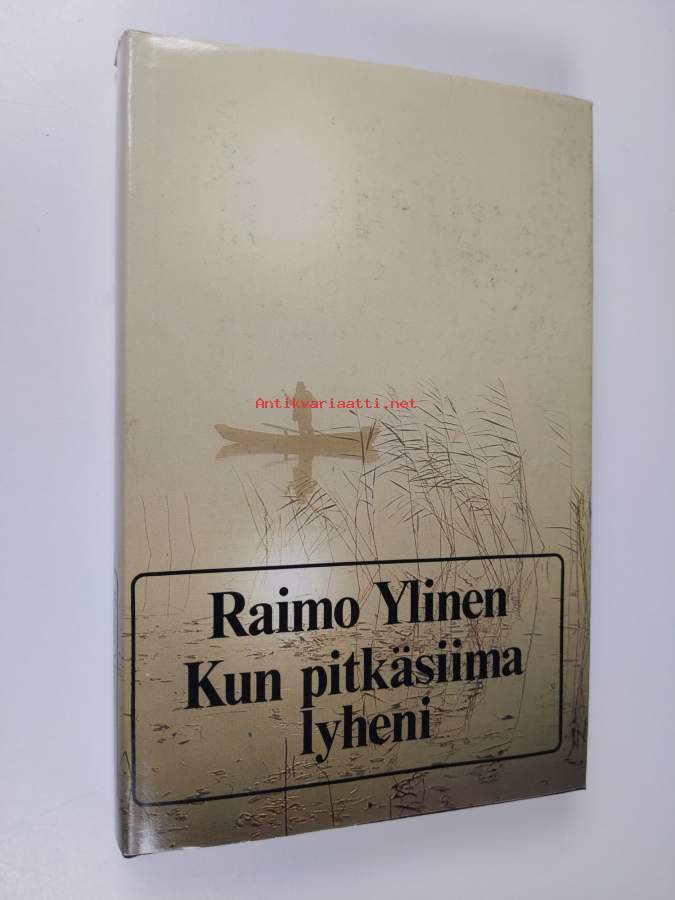 Antikvariaatti.net
Raimo Ylinen
Kun pitkäsiima
lyheni